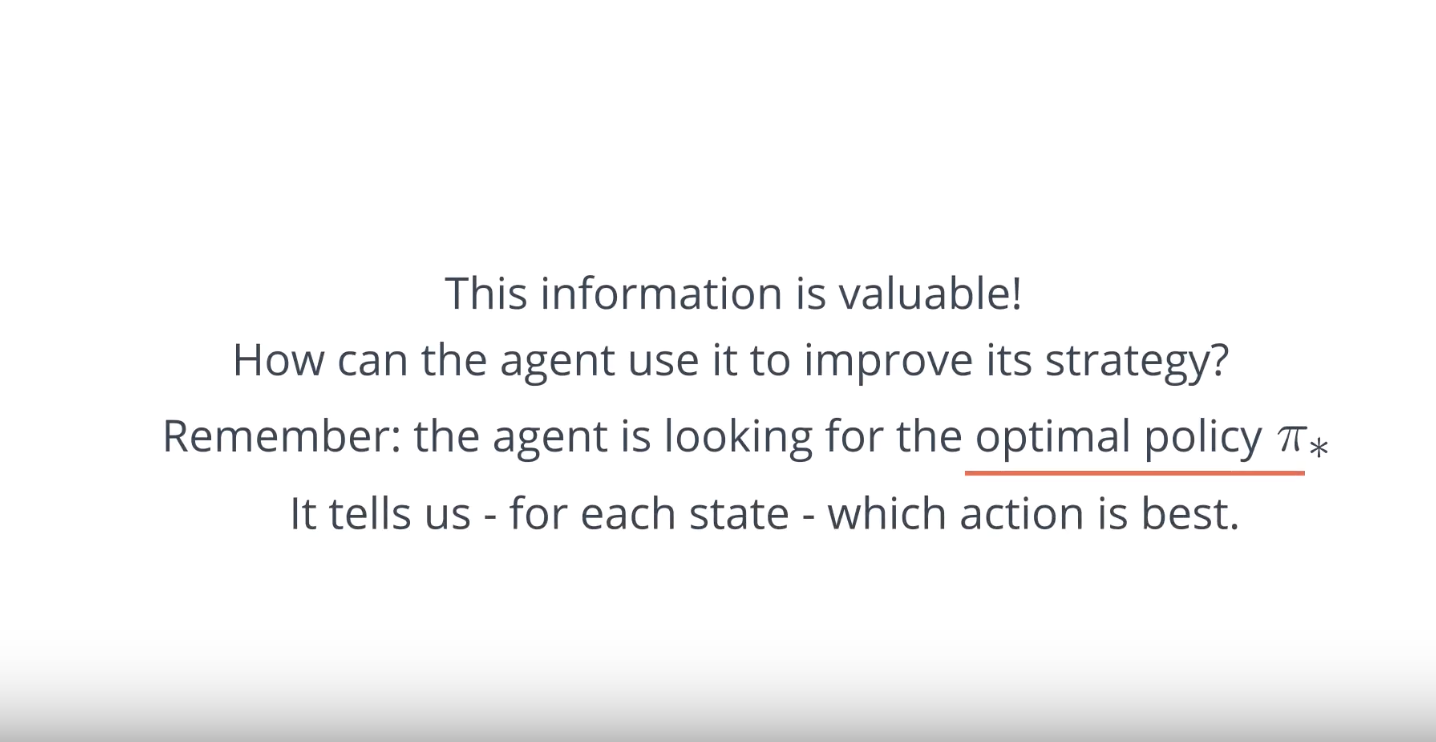 This information is valuable!
How can the agent use it to improve its strategy?
Remember: the agent is looking for the optimal policy π∗
It tells us - for each state - which action is best.